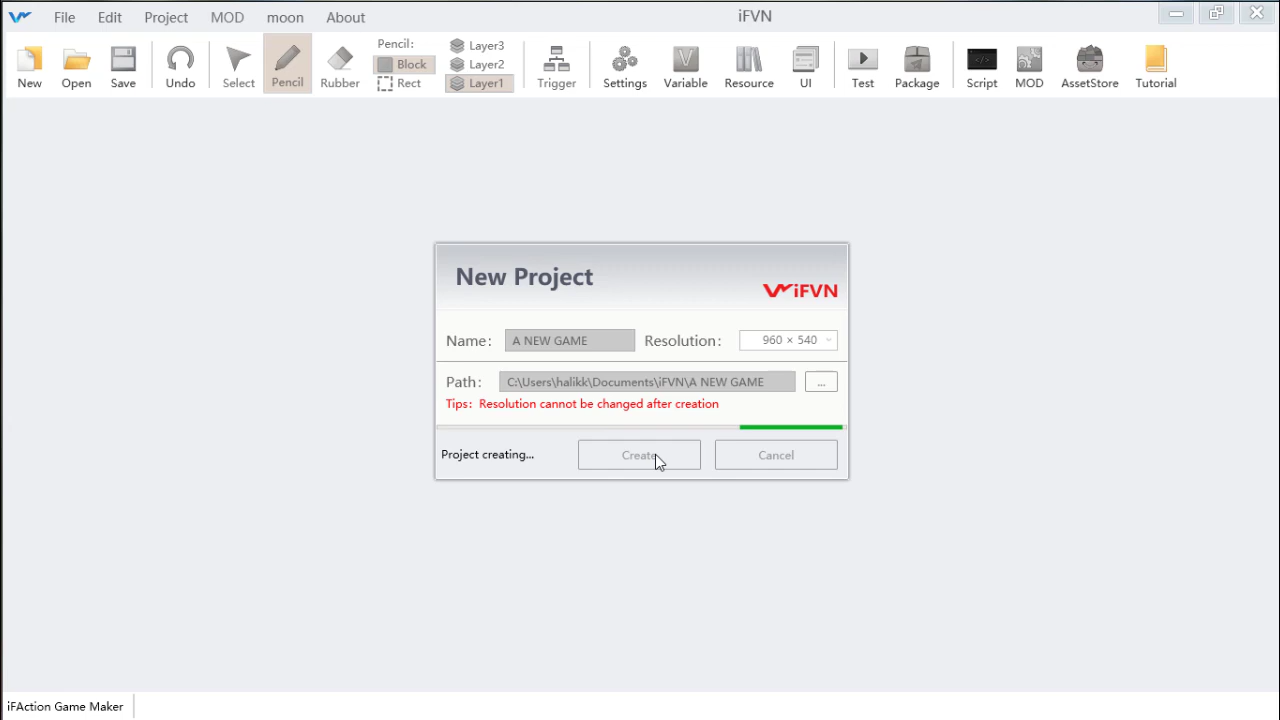 File Edit Project MOD moon About iFVN
New Open Save Undo Select Pencil Rubber Pencil: Block Rect Layer3 Layer2 Layer1 Trigger Settings Variable Resource UI Test Package Script MOD AssetStore Tutorial
New Project
iFVN
Name: A NEW GAME Resolution: 960 × 540
Path: C:\Users\halikk\Documents\iFVN\A NEW GAME ...
Tips: Resolution cannot be changed after creation
Project creating... Create Cancel
iFAction Game Maker